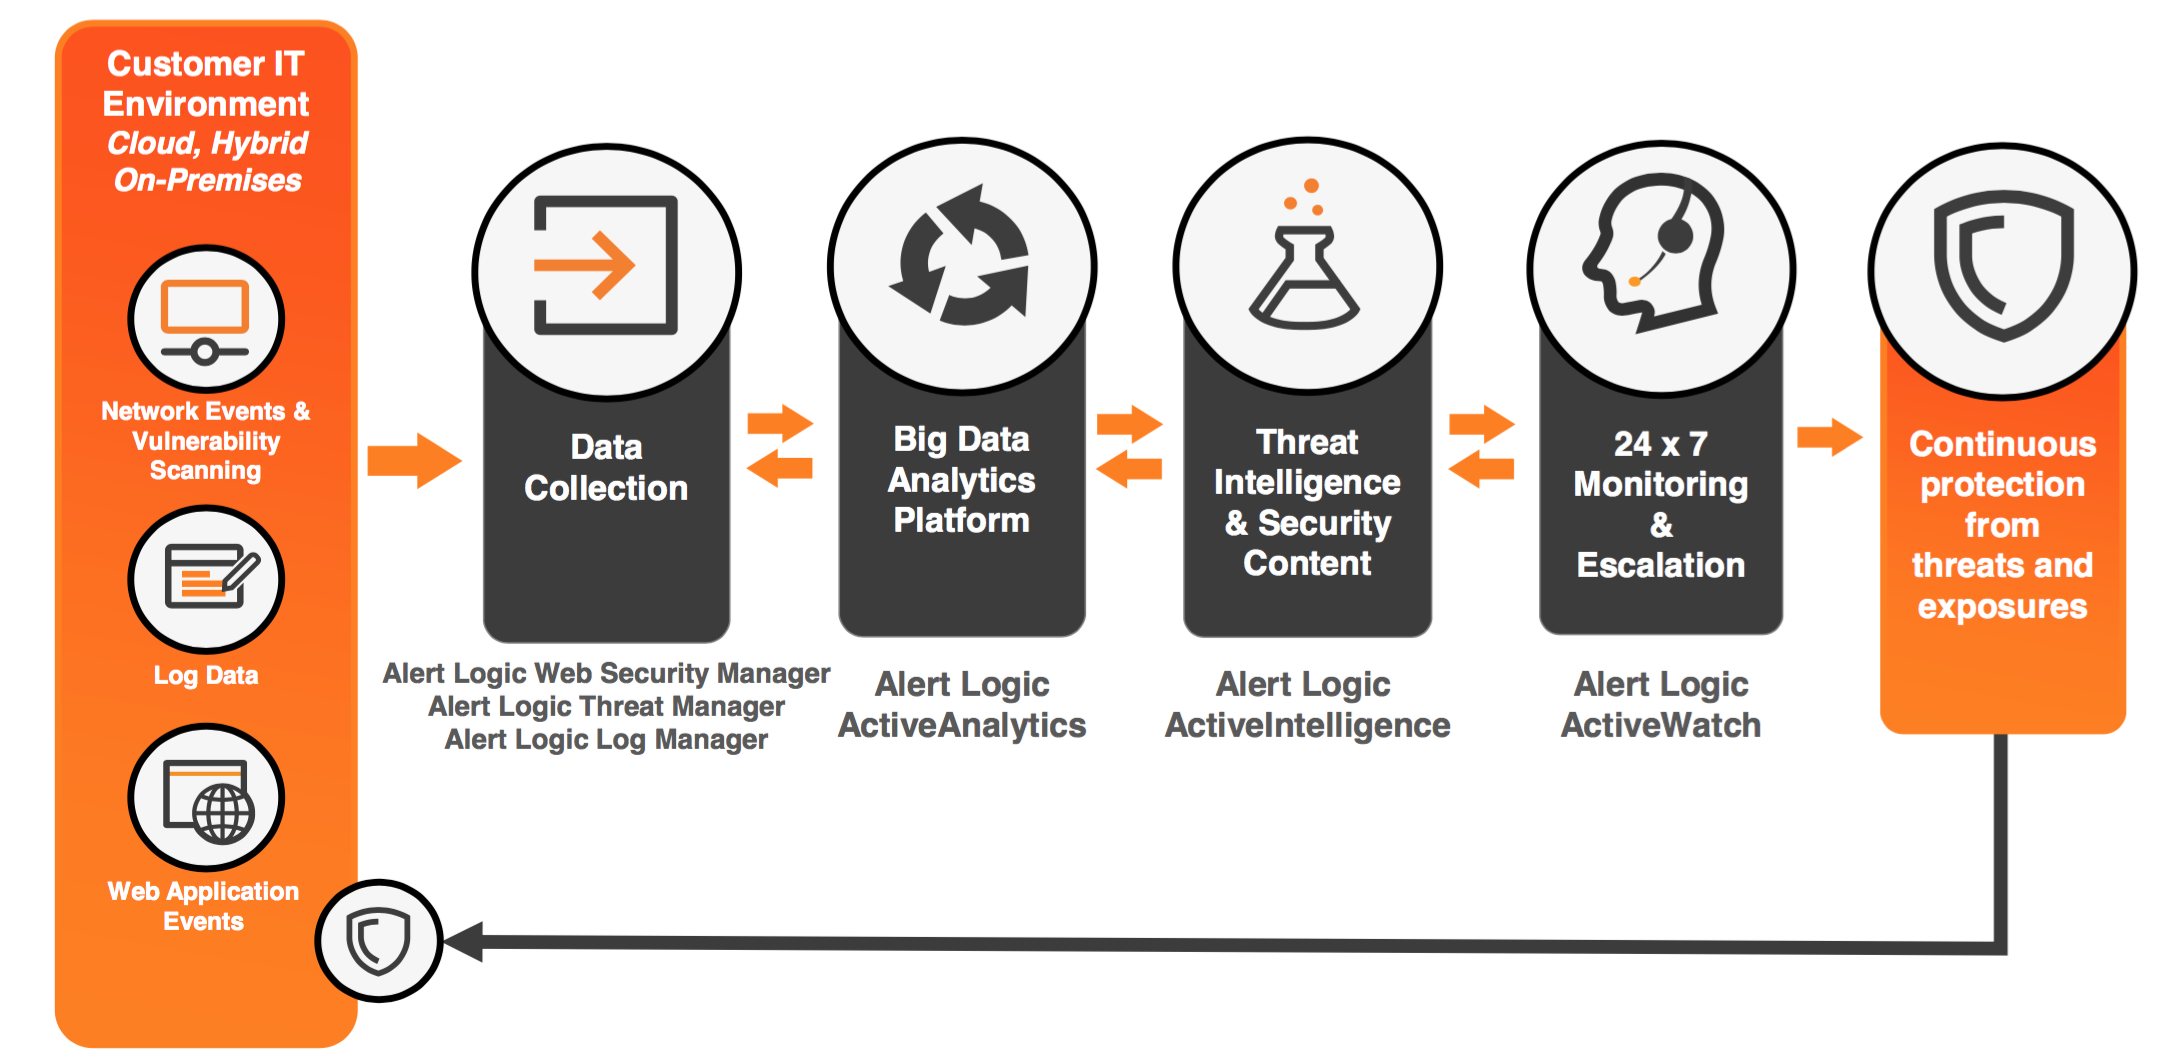 Customer IT
Environment
Cloud, Hybrid
On-Premises
Network Events &
Vulnerability
Scanning
Log Data
Web Application
Events
Data
Collection
Alert Logic Web Security Manager
Alert Logic Threat Manager
Alert Logic Log Manager
Big Data
Analytics
Platform
Alert Logic
ActiveAnalytics
Threat
Intelligence
& Security
Content
Alert Logic
ActiveIntelligence
24 x 7
Monitoring
&
Escalation
Alert Logic
ActiveWatch
Continuous
protection
from
threats and
exposures